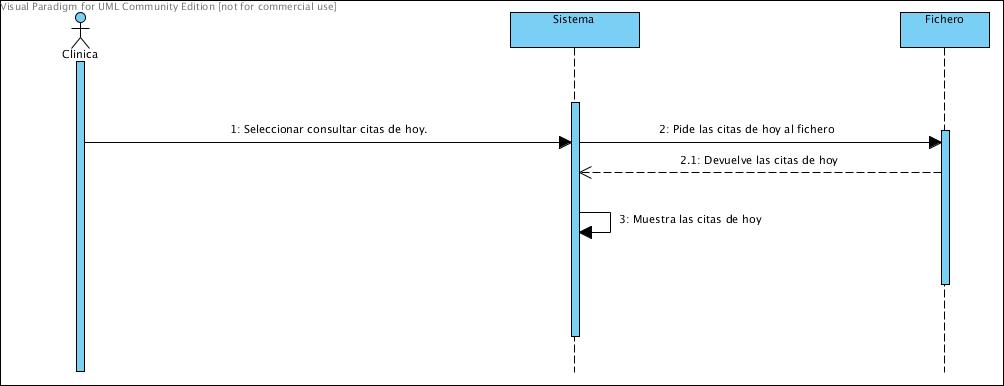 Visual Paradigm for UML Community Edition [not for commercial use]
Sistema
Fichero
Clínica
1: Seleccionar consultar citas de hoy.
2: Pide las citas de hoy al fichero
2.1: Devuelve las citas de hoy
3: Muestra las citas de hoy